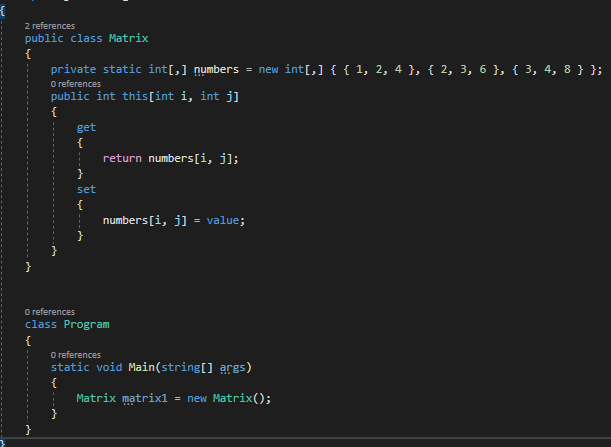 {
2 references
public class Matrix
{
private static int[,] numbers = new int[,] { { 1, 2, 4 }, { 2, 3, 6 }, { 3, 4, 8 } };
0 references
public int this[int i, int j]
{
get
{
return numbers[i, j];
}
set
{
numbers[i, j] = value;
}
}
}
0 references
class Program
{
0 references
static void Main(string[] args)
{
Matrix matrix1 = new Matrix();
}
}
}